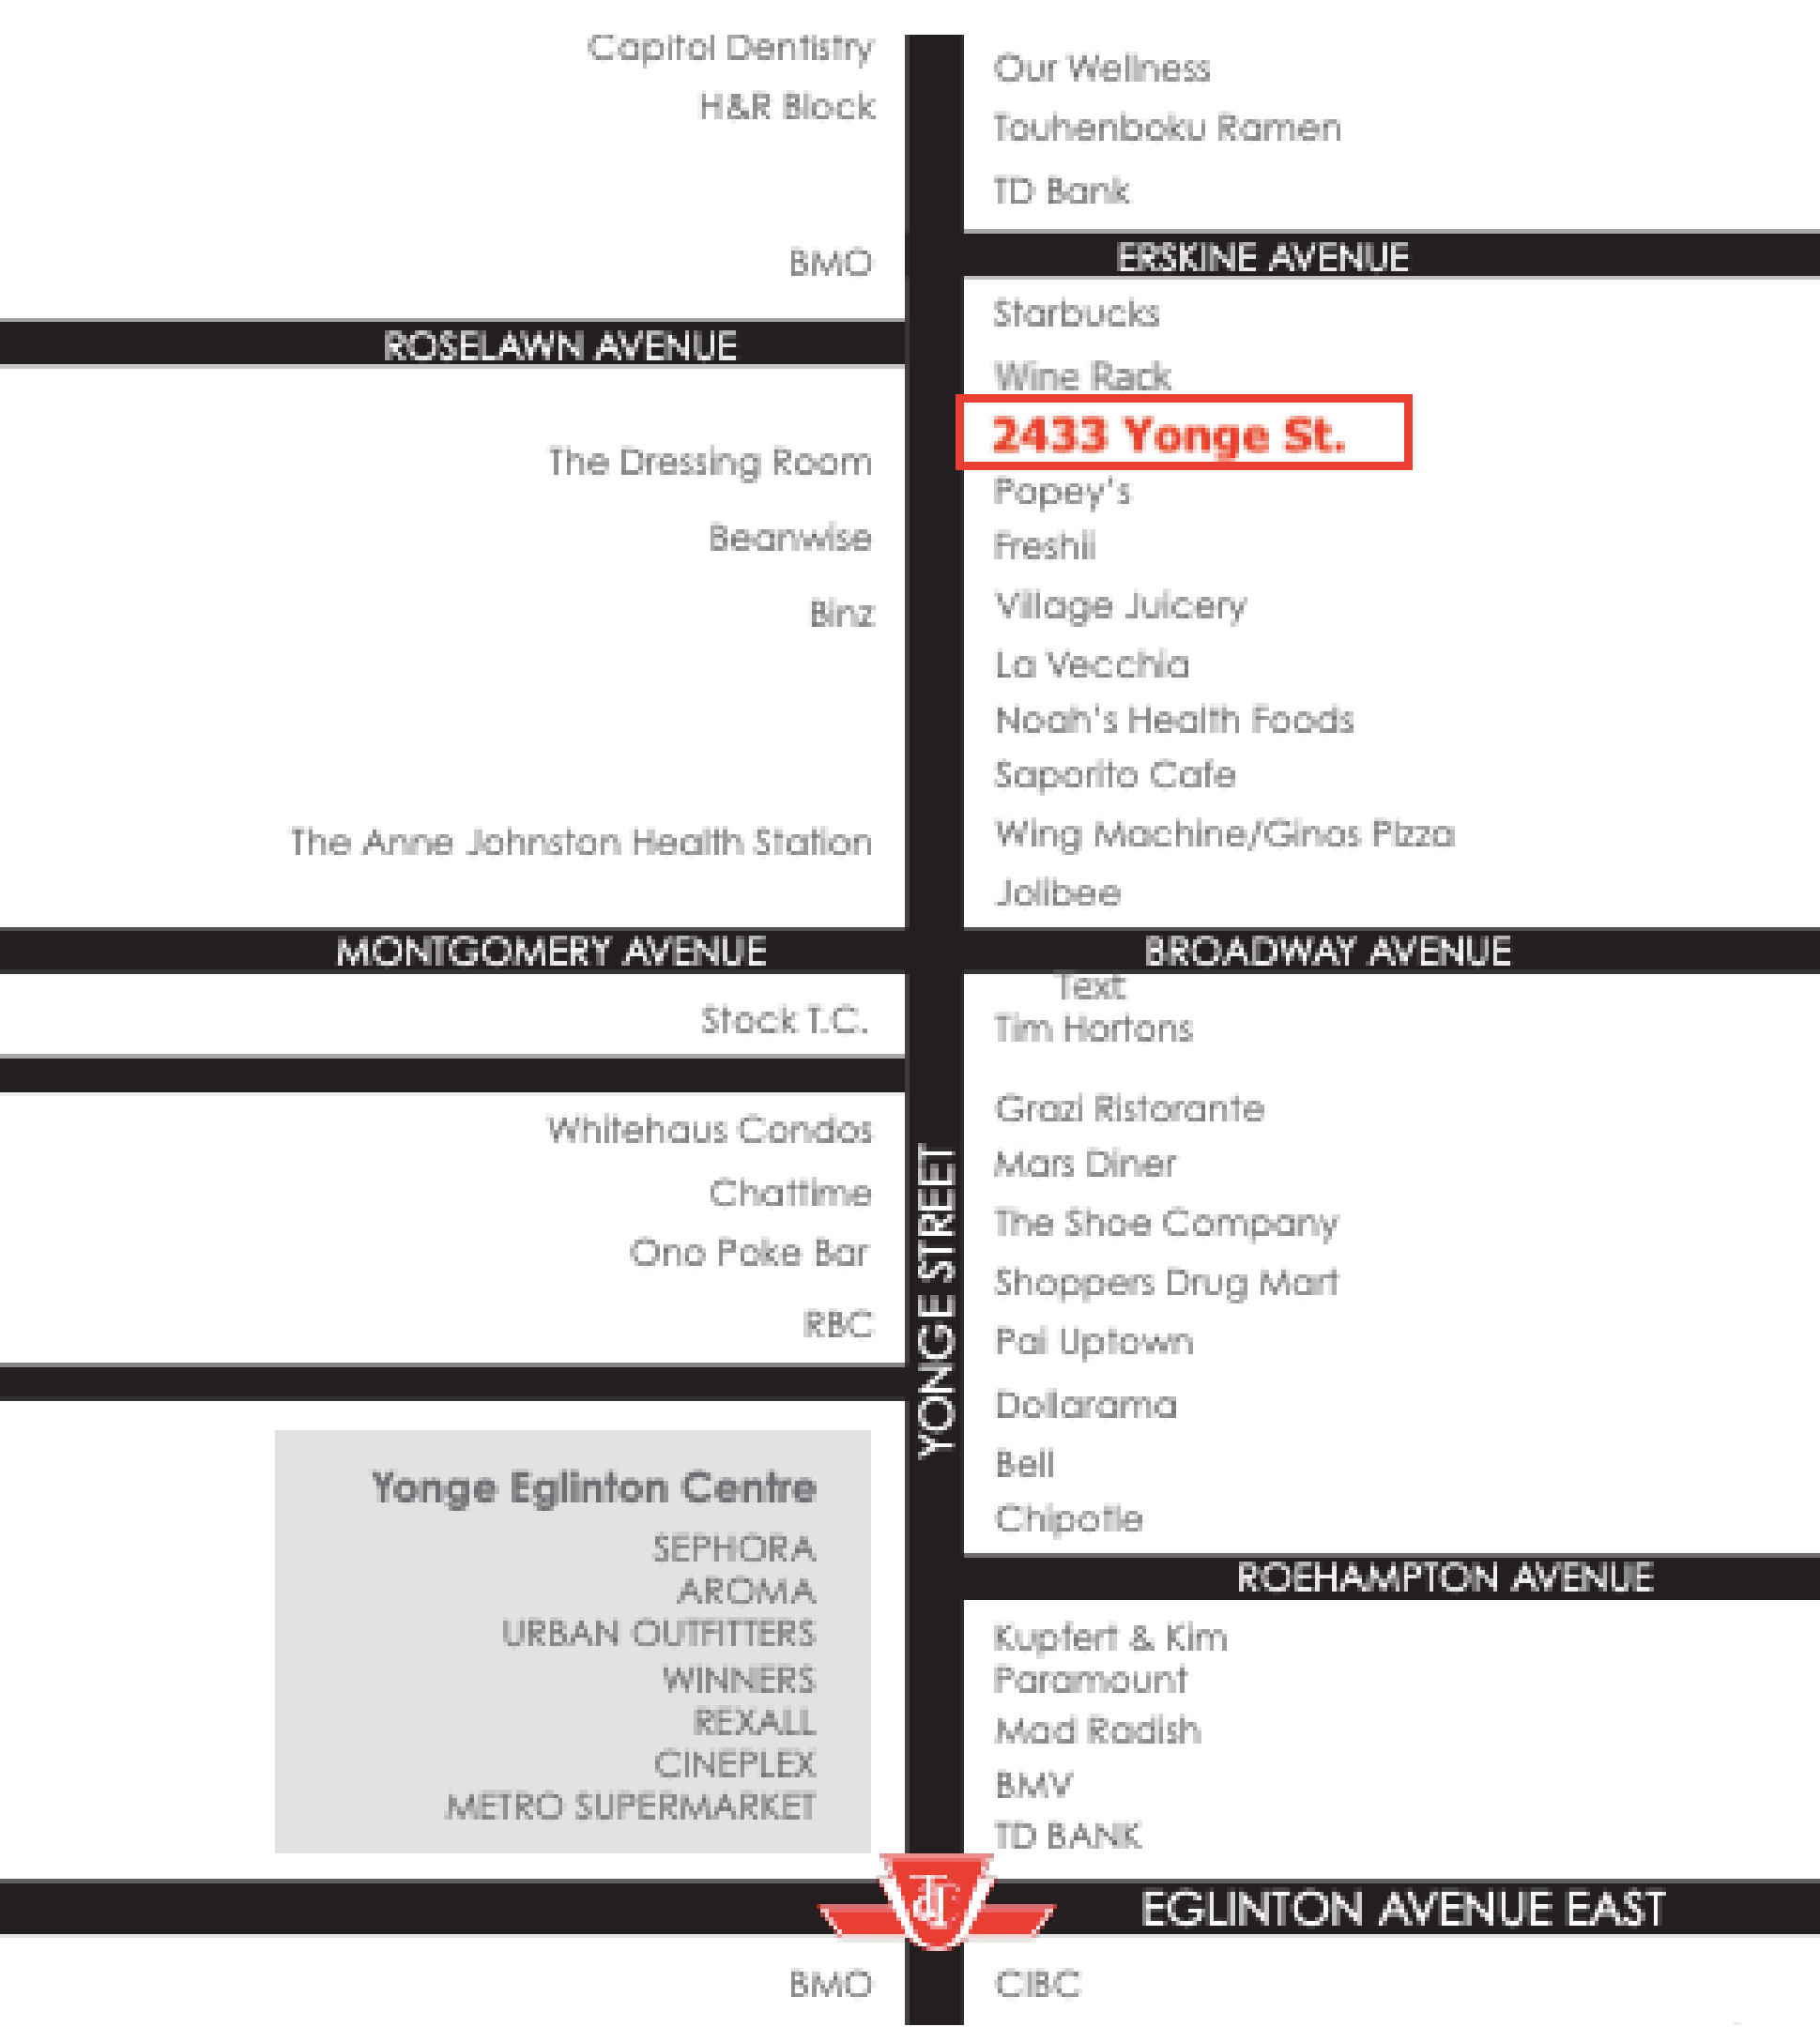 Capitol Dentistry
H&R Block
BMO
ROSELAWN AVENUE
The Dressing Room
Beanwise
Binz
The Anne Johnston Health Station
MONTGOMERY AVENUE
Stock T.C.
Whitehaus Condos
Chattime
Ono Poke Bar
RBC
Yonge Eglinton Centre
SEPHORA
AROMA
URBAN OUTFITTERS
WINNERS
REXALL
CINEPLEX
METRO SUPERMARKET
BMO
YONGE STREET
Our Wellness
Touhenboku Ramen
TD Bank
ERSKINE AVENUE
Starbucks
Wine Rack
2433 Yonge St.
Popey's
Freshii
Village Juicery
La Vecchia
Noah's Health Foods
Saporito Cafe
Wing Machine/Ginos Pizza
Jolibee
BROADWAY AVENUE
Text
Tim Hortons
Grazi Ristorante
Mars Diner
The Shoe Company
Shoppers Drug Mart
Pai Uptown
Dollarama
Bell
Chipotle
ROEHAMPTON AVENUE
Kupfert & Kim
Paramount
Mad Radish
BMV
TD BANK
TTC
EGLINTON AVENUE EAST
CIBC